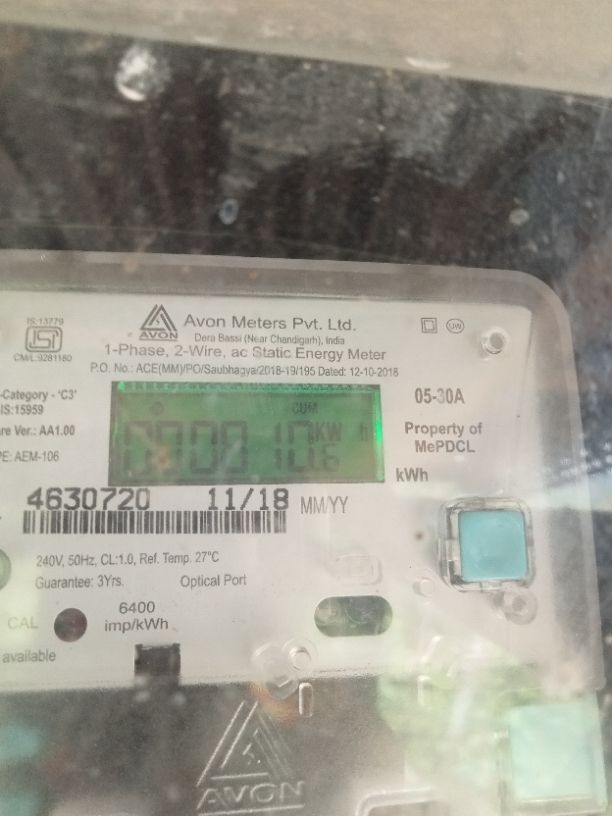 IS:13779
ISI
CM/L:9281180
AVON
Avon Meters Pvt. Ltd.
Dera Bassi (Near Chandigarh), India
1-Phase, 2-Wire, ac Static Energy Meter
P.O. No.: ACE(MM)/PO/Saubhagya/2018-19/195 Dated: 12-10-2018
UW
-Category - 'C3'
IS:15959
re Ver.: AA1.00
PE: AEM-106
CUM
KW h
05-30A
Property of
MePDCL
kWh
4630720 11/18 MM/YY
240V, 50Hz, CL:1.0, Ref. Temp. 27°C
Guarantee: 3Yrs. Optical Port
CAL
6400
imp/kWh
available
AVON